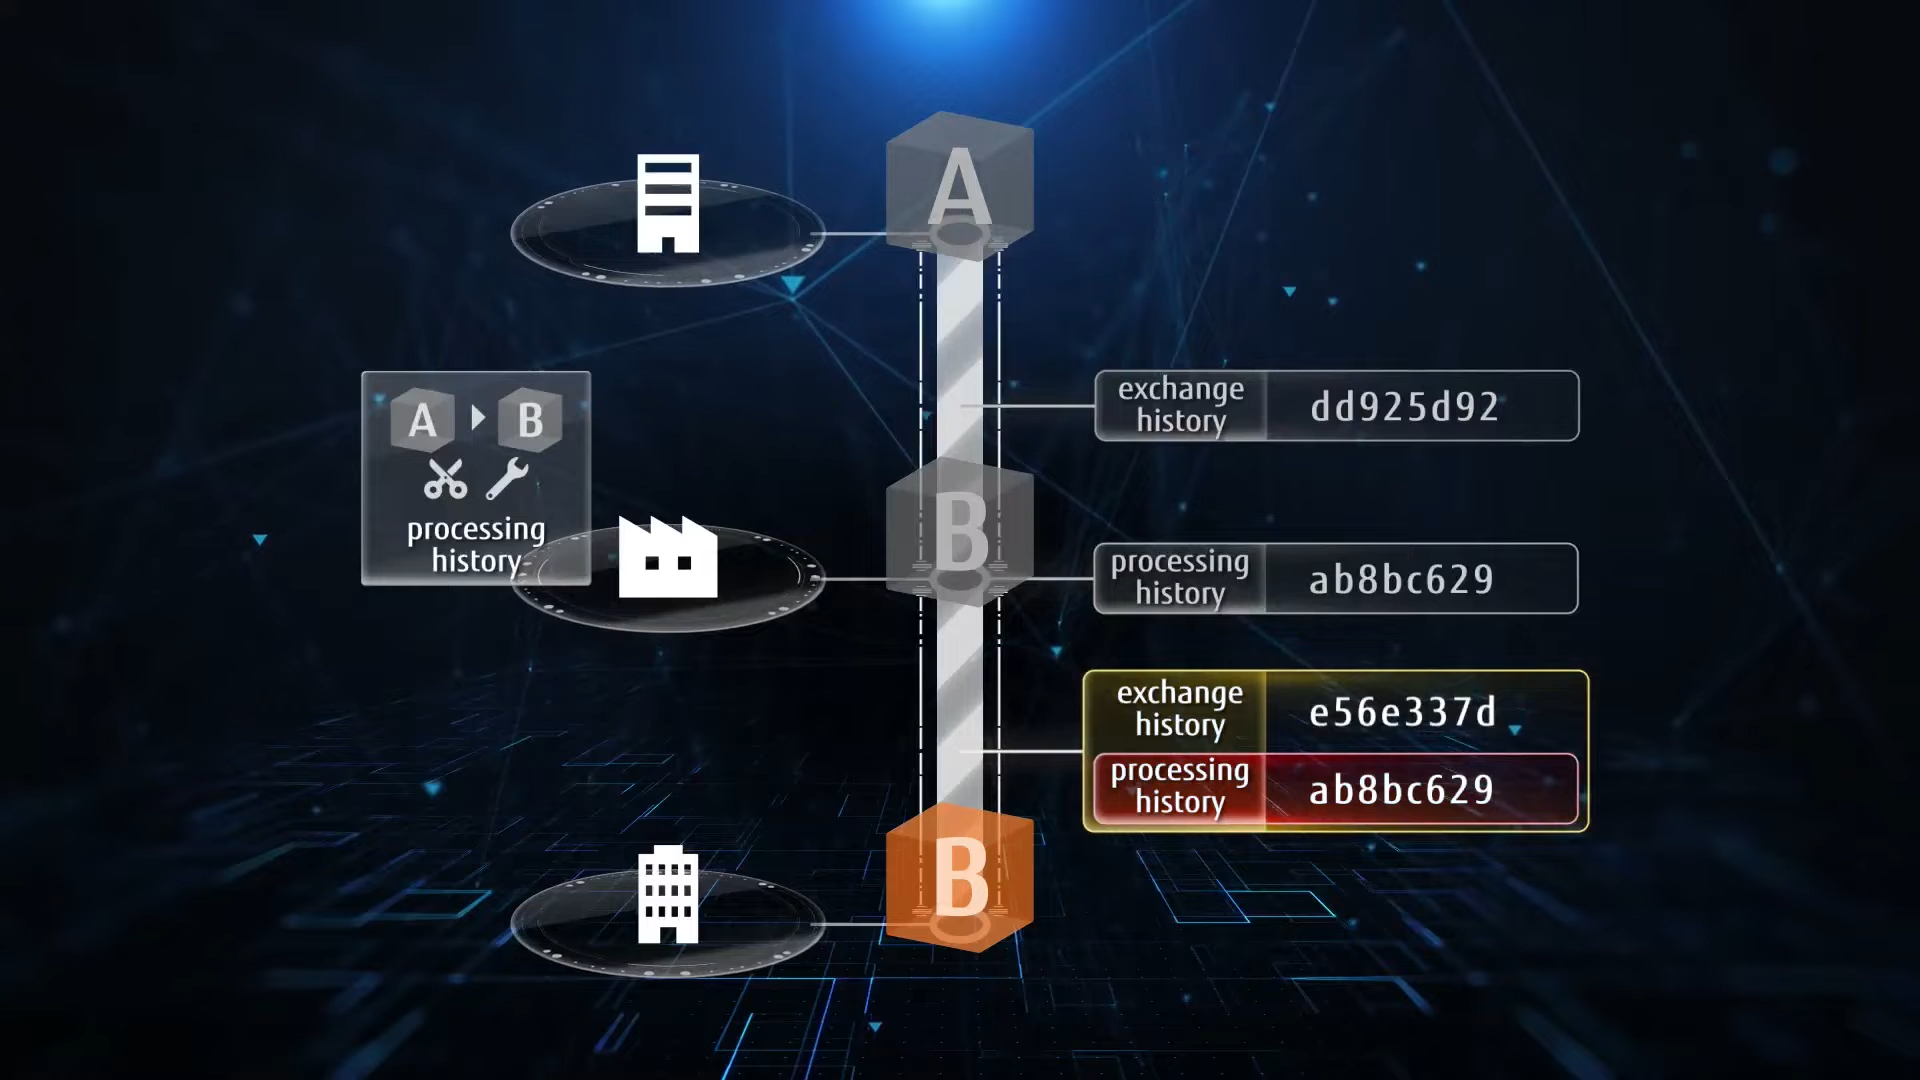 A
exchange
history
dd925d92
A B
processing
history
B
processing
history
ab8bc629
exchange
history
e56e337d
processing
history
ab8bc629
B